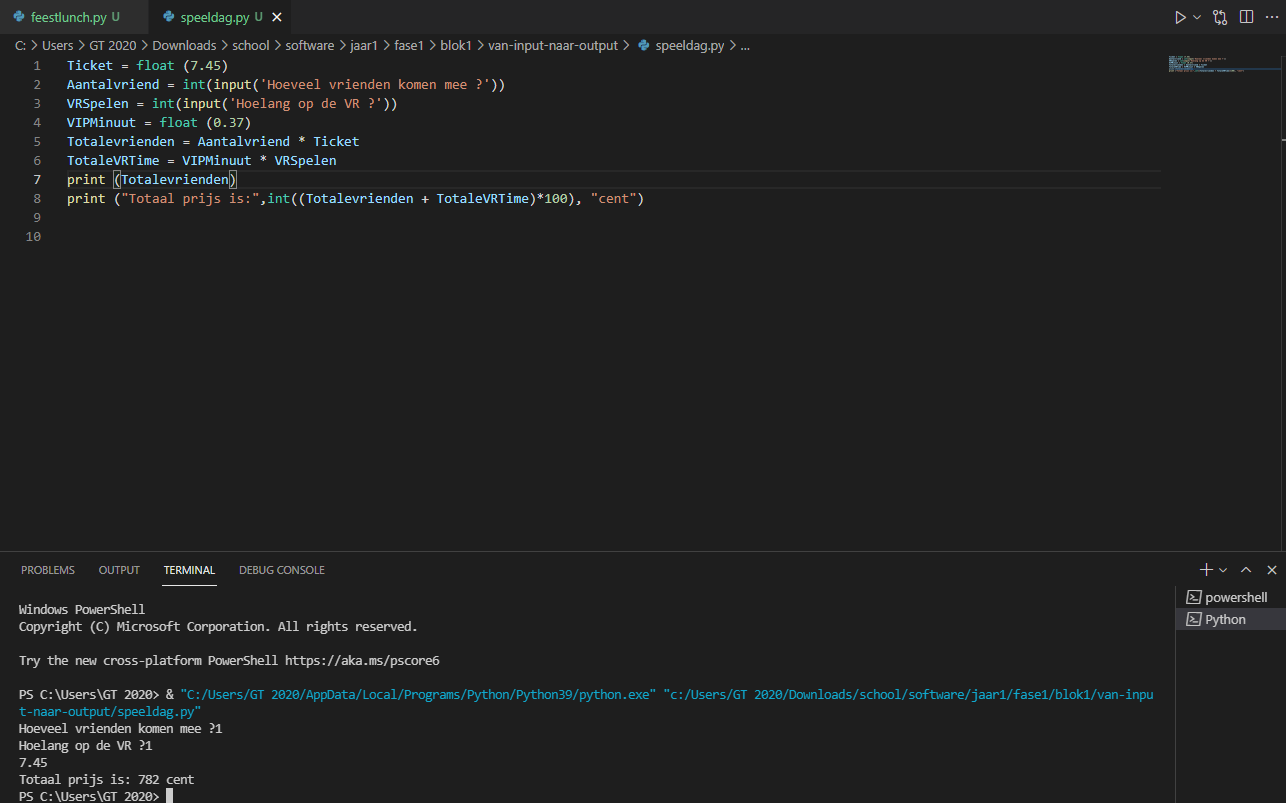 feestlunch.py U speeldag.py U
C: > Users > GT 2020 > Downloads > school > software > jaar1 > fase1 > blok1 > van-input-naar-output > speeldag.py > ...
1 Ticket = float (7.45)
2 Aantalvriend = int(input('Hoeveel vrienden komen mee ?'))
3 VRSpelen = int(input('Hoelang op de VR ?'))
4 VIPMinuut = float (0.37)
5 Totalevrienden = Aantalvriend * Ticket
6 TotaleVRTime = VIPMinuut * VRSpelen
7 print (Totalevrienden)
8 print ("Totaal prijs is:",int((Totalevrienden + TotaleVRTime)*100), "cent")
9
10
PROBLEMS OUTPUT TERMINAL DEBUG CONSOLE
powershell
Python
Windows PowerShell
Copyright (C) Microsoft Corporation. All rights reserved.
Try the new cross-platform PowerShell https://aka.ms/pscore6
PS C:\Users\GT 2020> & "C:/Users/GT 2020/AppData/Local/Programs/Python/Python39/python.exe" "c:/Users/GT 2020/Downloads/school/software/jaar1/fase1/blok1/van-inpu
t-naar-output/speeldag.py"
Hoeveel vrienden komen mee ?1
Hoelang op de VR ?1
7.45
Totaal prijs is: 782 cent
PS C:\Users\GT 2020>